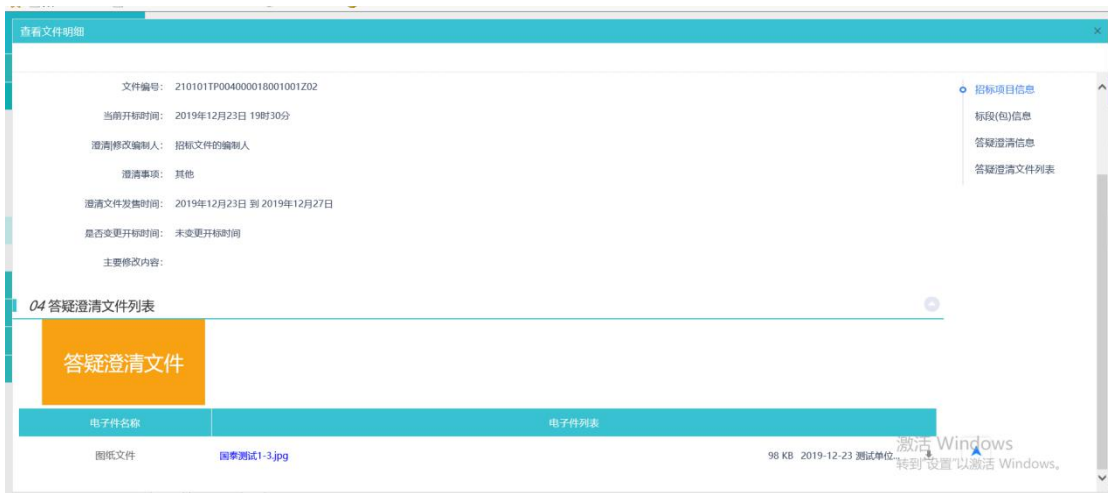 查看文件明细
×
文件编号： 210101TP004000018001001Z02
当前开标时间： 2019年12月23日 19时30分
澄清|修改编制人： 招标文件的编制人
澄清事项： 其他
澄清文件发售时间： 2019年12月23日 到 2019年12月27日
是否变更开标时间： 未变更开标时间
主要修改内容：
招标项目信息
标段(包)信息
答疑澄清信息
答疑澄清文件列表
04 答疑澄清文件列表
答疑澄清文件
电子件名称 电子件列表
图纸文件 国泰测试1-3.jpg 98 KB 2019-12-23 测试单位...
激活 Windows
转到"设置"以激活 Windows。